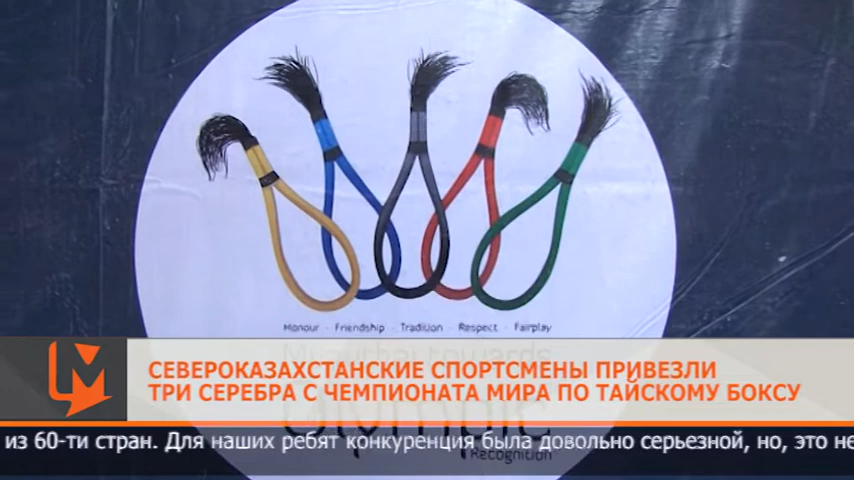 Honour · Friendship · Tradition · Respect · Fairplay
СЕВЕРОКАЗАХСТАНСКИЕ СПОРТСМЕНЫ ПРИВЕЗЛИ
ТРИ СЕРЕБРА С ЧЕМПИОНАТА МИРА ПО ТАЙСКОМУ БОКСУ
из 60-ти стран. Для наших ребят конкуренция была довольно серьезной, но, это не
Recognition